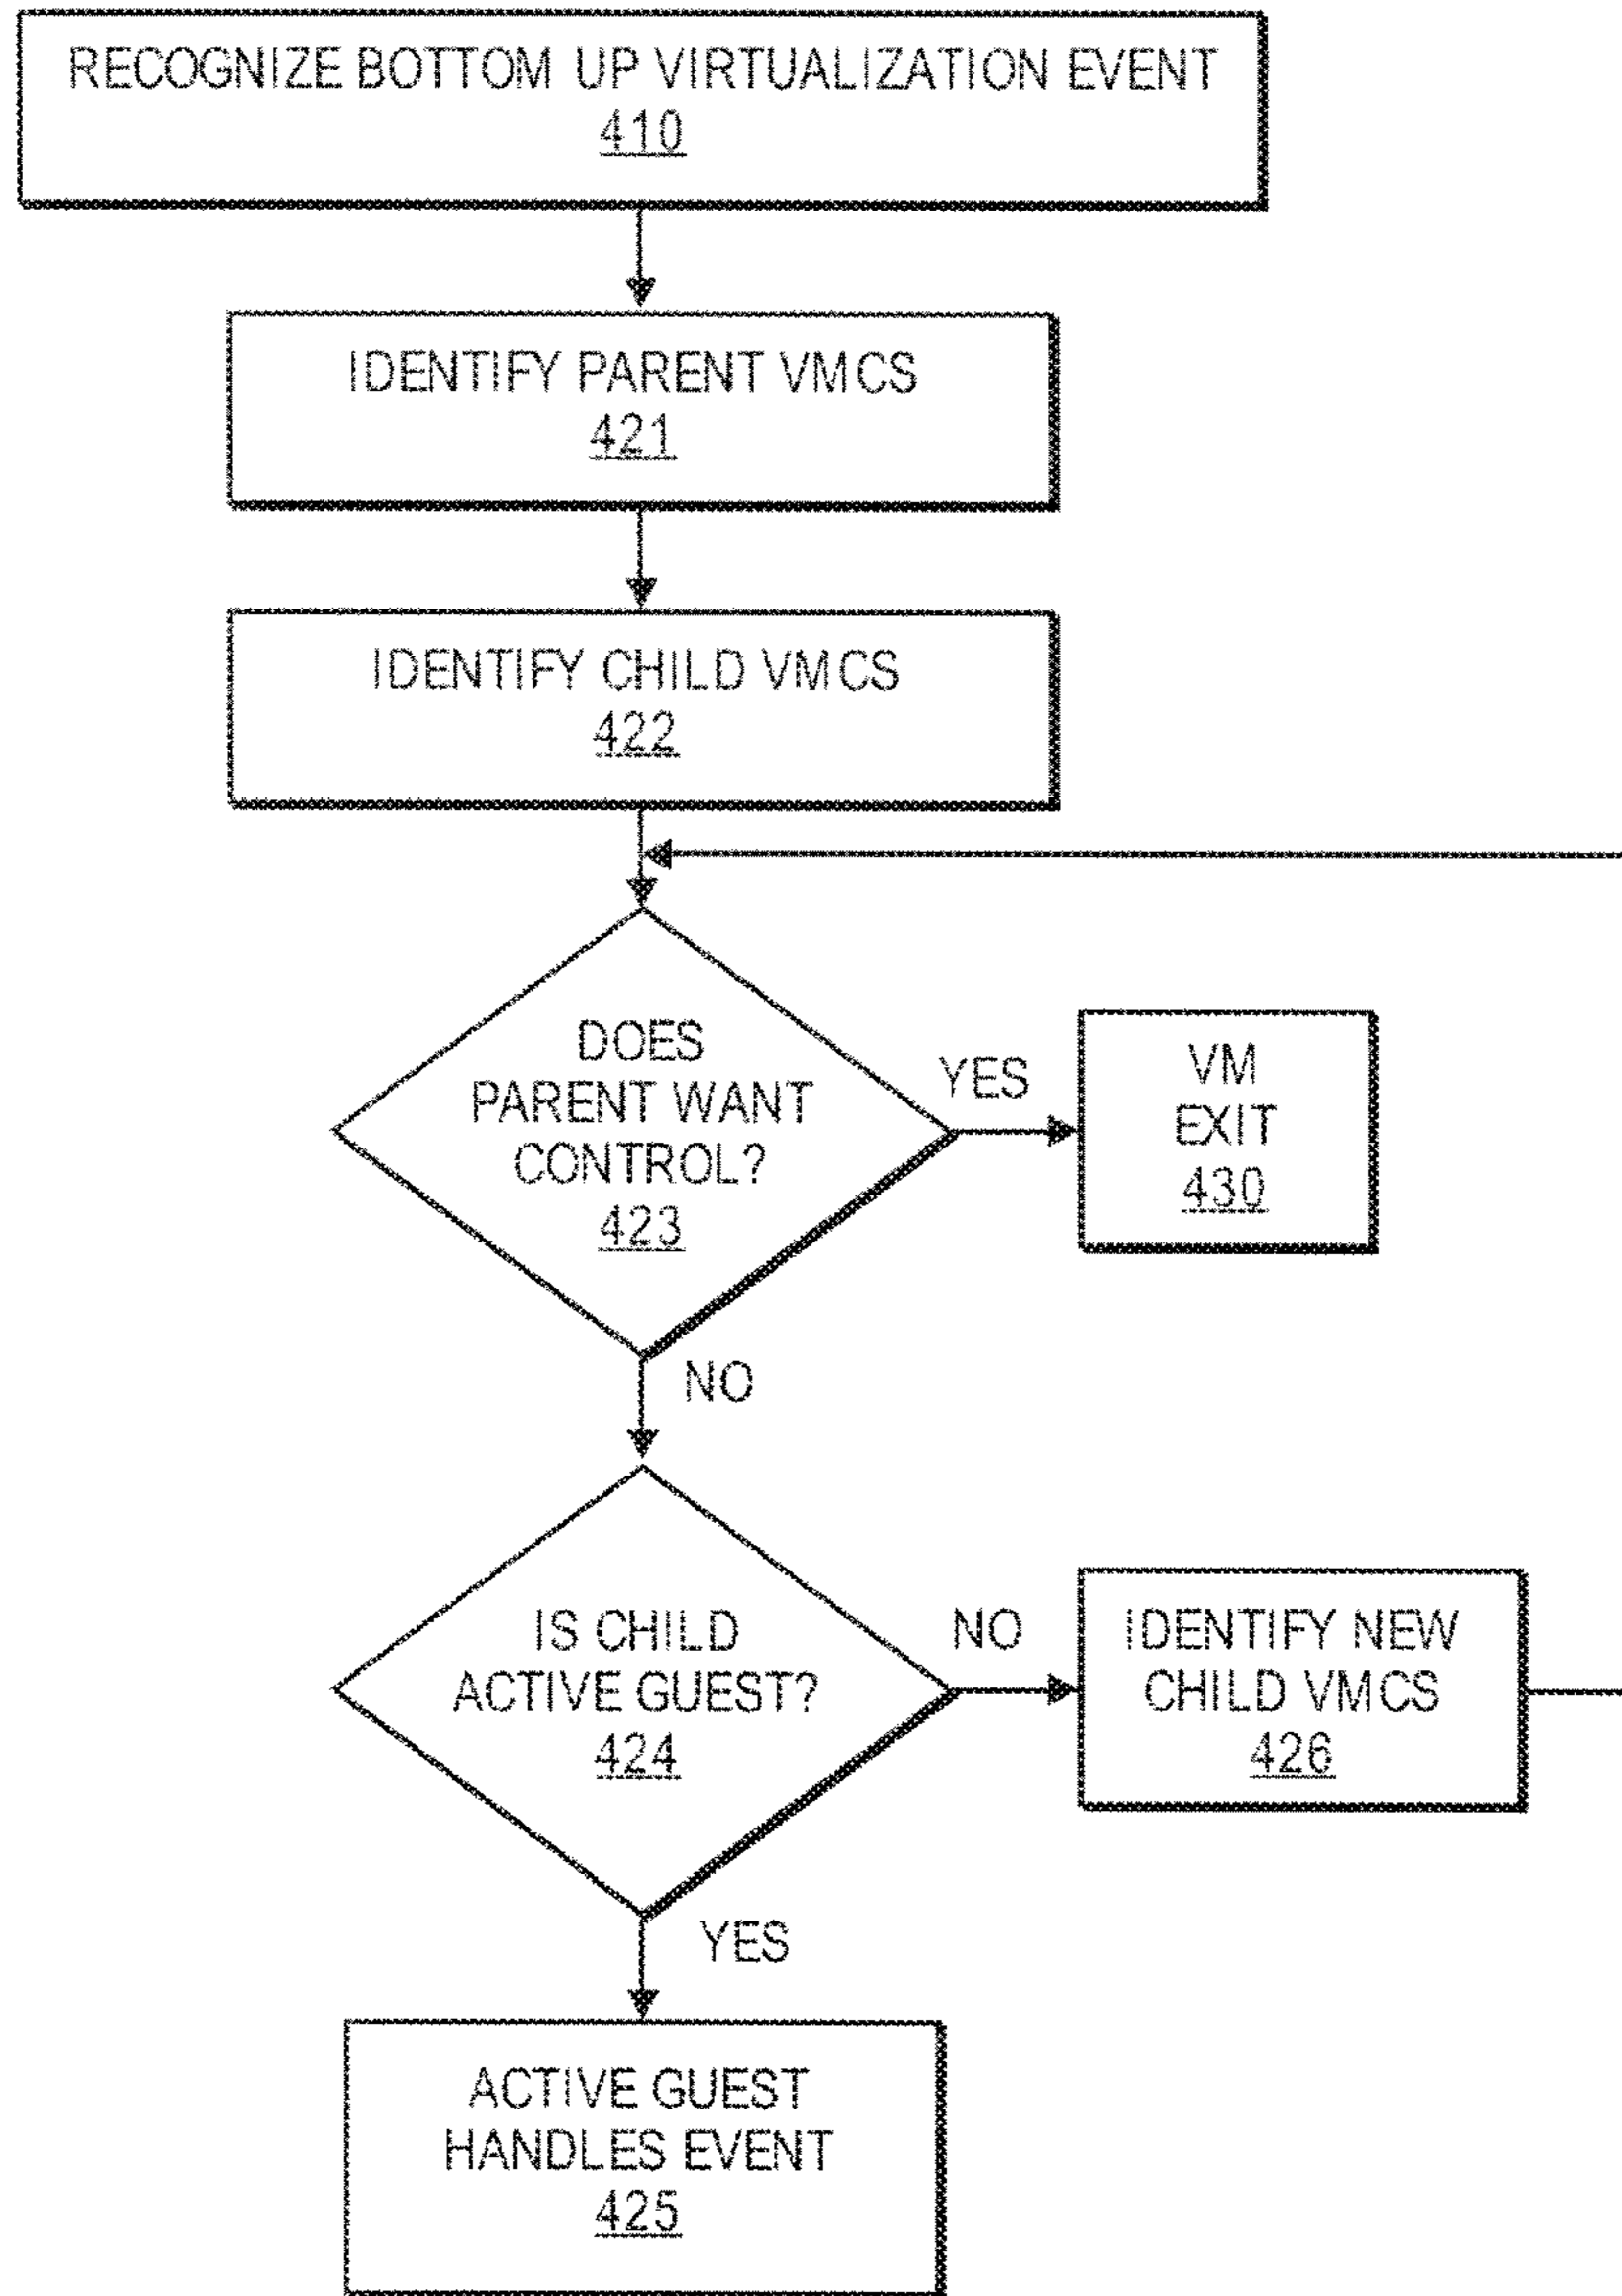 RECOGNIZE BOTTOM UP VIRTUALIZATION EVENT
410
IDENTIFY PARENT VMCS
421
IDENTIFY CHILD VMCS
422
DOES
PARENT WANT
CONTROL?
423
YES
VM
EXIT
430
NO
IS CHILD
ACTIVE GUEST?
424
NO
IDENTIFY NEW
CHILD VMCS
426
YES
ACTIVE GUEST
HANDLES EVENT
425